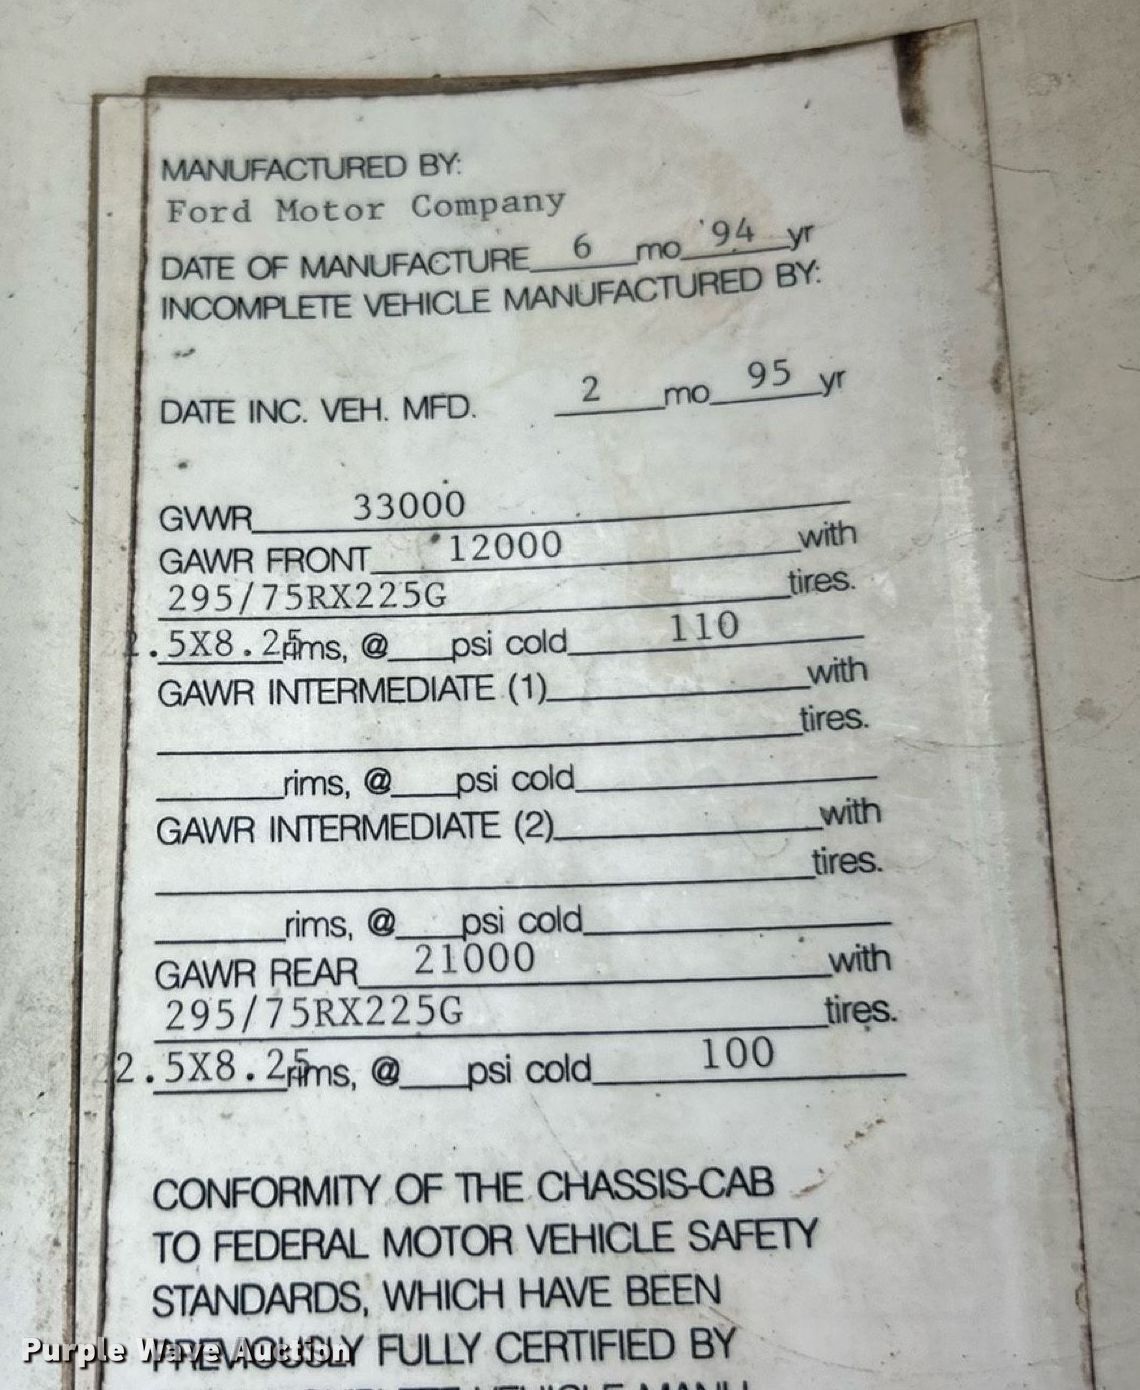 MANUFACTURED BY:
Ford Motor Company
DATE OF MANUFACTURE 6 mo '94 yr
INCOMPLETE VEHICLE MANUFACTURED BY:
DATE INC. VEH. MFD. 2 mo 95 yr
GVWR 33000
GAWR FRONT 12000 with
295/75RX225G tires.
2.5X8.25 rims, @ psi cold 110
GAWR INTERMEDIATE (1) with
tires.
rims, @ psi cold
GAWR INTERMEDIATE (2) with
tires.
rims, @ psi cold
GAWR REAR 21000 with
295/75RX225G tires.
22.5X8.25 rims, @ psi cold 100
CONFORMITY OF THE CHASSIS-CAB
TO FEDERAL MOTOR VEHICLE SAFETY
STANDARDS, WHICH HAVE BEEN
PREVIOUSLY FULLY CERTIFIED BY
Purple Wave Auction